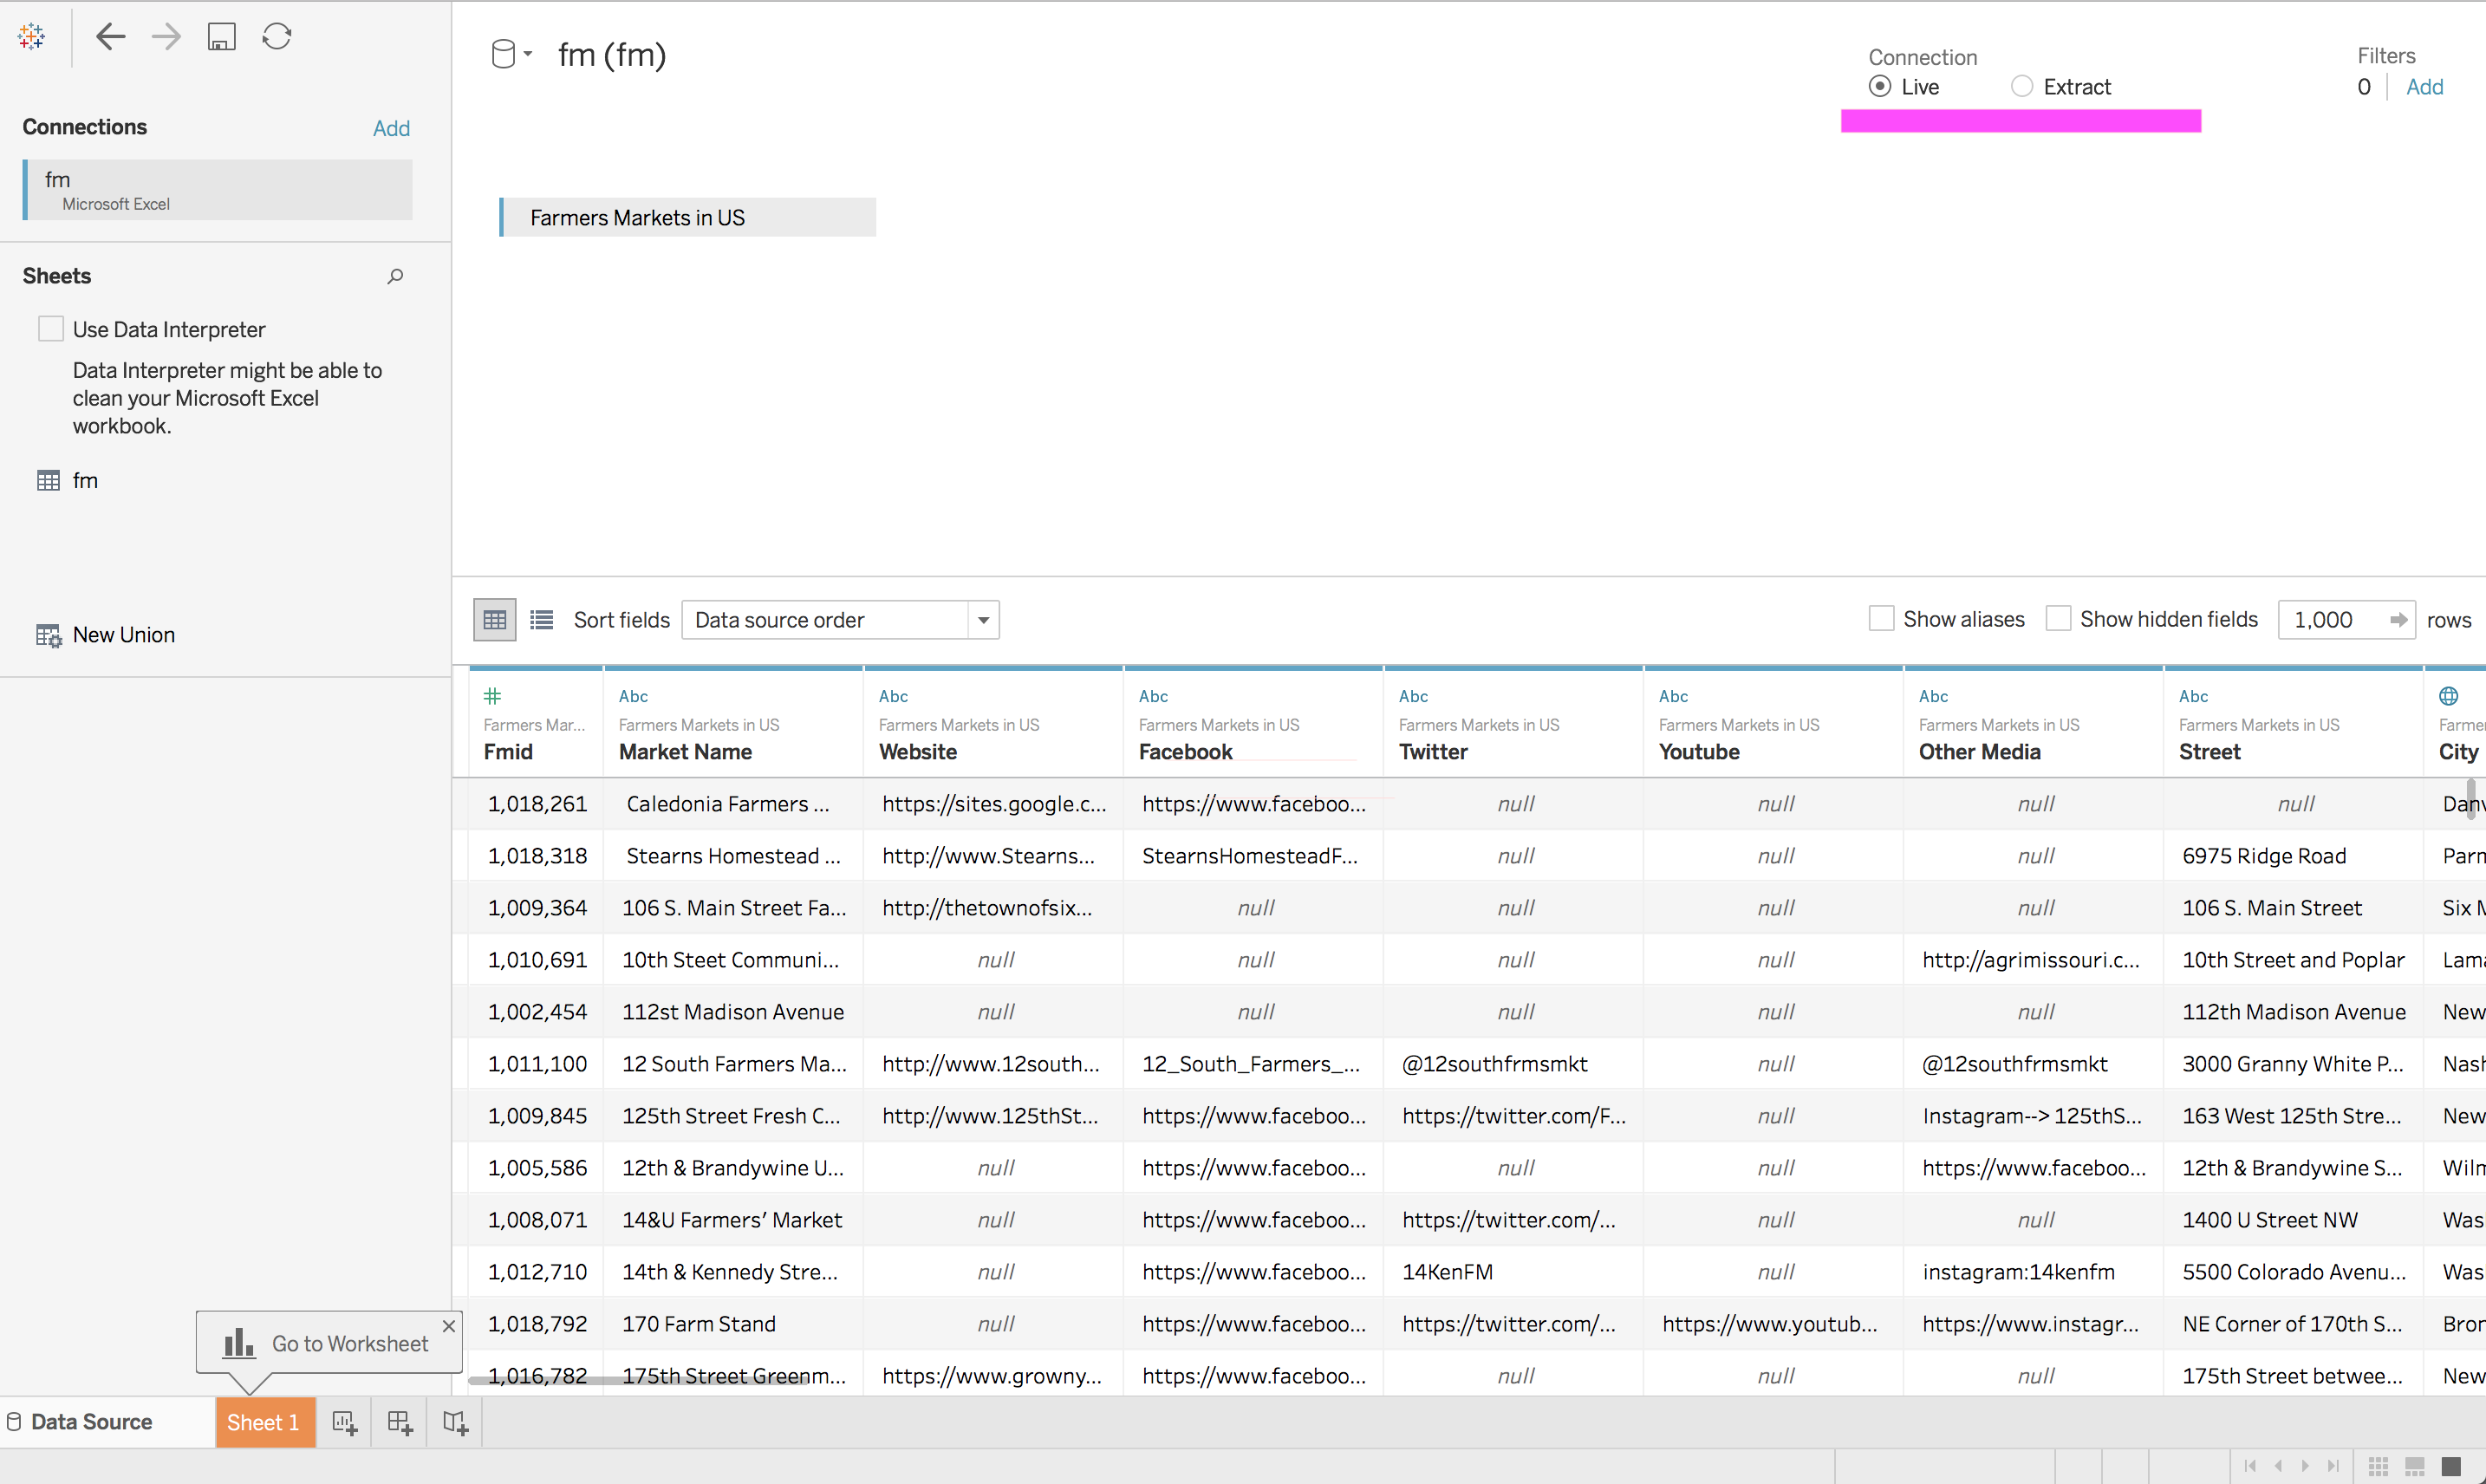 fm (fm)
Connection
Live Extract
Filters
0 Add
Connections Add
fm
Microsoft Excel
Farmers Markets in US
Sheets
Use Data Interpreter
Data Interpreter might be able to
clean your Microsoft Excel
workbook.
fm
New Union
Sort fields Data source order Show aliases Show hidden fields 1,000 rows
# Abc Abc Abc Abc Abc Abc Abc
Farmers Mar... Farmers Markets in US Farmers Markets in US Farmers Markets in US Farmers Markets in US Farmers Markets in US Farmers Markets in US Farmers Markets in US Farmer
Fmid Market Name Website Facebook Twitter Youtube Other Media Street City
1,018,261 Caledonia Farmers ... https://sites.google.c... https://www.faceboo... null null null null Danv
1,018,318 Stearns Homestead ... http://www.Stearns... StearnsHomesteadF... null null null 6975 Ridge Road Parm
1,009,364 106 S. Main Street Fa... http://thetownofsix... null null null null 106 S. Main Street Six M
1,010,691 10th Steet Communi... null null null null http://agrimissouri.c... 10th Street and Poplar Lama
1,002,454 112st Madison Avenue null null null null null 112th Madison Avenue New
1,011,100 12 South Farmers Ma... http://www.12south... 12_South_Farmers_... @12southfrmsmkt null @12southfrmsmkt 3000 Granny White P... Nash
1,009,845 125th Street Fresh C... http://www.125thSt... https://www.faceboo... https://twitter.com/F... null Instagram--> 125thS... 163 West 125th Stre... New
1,005,586 12th & Brandywine U... null https://www.faceboo... null null https://www.faceboo... 12th & Brandywine S... Wilm
1,008,071 14&U Farmers’ Market null https://www.faceboo... https://twitter.com/... null null 1400 U Street NW Was
1,012,710 14th & Kennedy Stre... null https://www.faceboo... 14KenFM null instagram:14kenfm 5500 Colorado Avenu... Was
1,018,792 170 Farm Stand null https://www.faceboo... https://twitter.com/... https://www.youtub... https://www.instagr... NE Corner of 170th S... Bron
1,016,782 175th Street Greenm... https://www.growny... https://www.faceboo... null null null 175th Street betwee... New
Go to Worksheet
Data Source Sheet 1